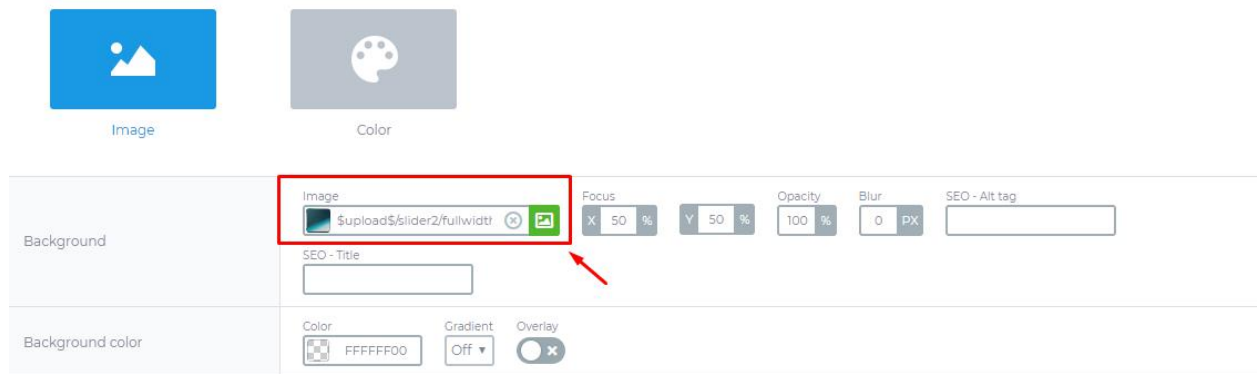 Image
Color
Background
Image
$upload$/slider2/fullwidth
Focus
X 50 %
Y 50 %
Opacity
100 %
Blur
0 PX
SEO - Alt tag
SEO - Title
Background color
Color
FFFFFF00
Gradient
Off
Overlay